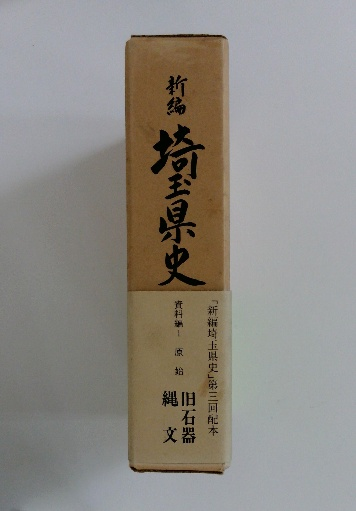 新編
埼玉県史
「新編埼玉県史」第三回配本
資料編1 原始
旧石器
縄文